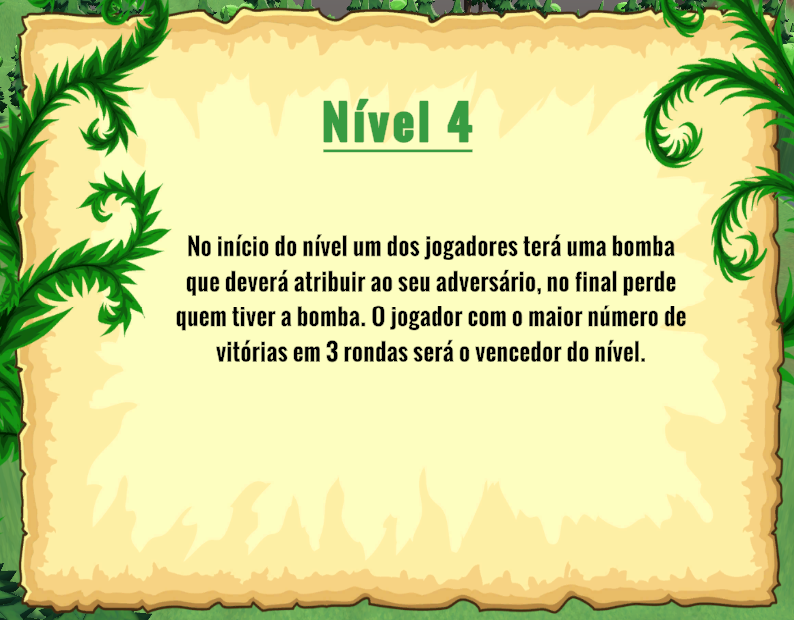 Nível 4
No início do nível um dos jogadores terá uma bomba
que deverá atribuir ao seu adversário, no final perde
quem tiver a bomba. O jogador com o maior número de
vitórias em 3 rondas será o vencedor do nível.